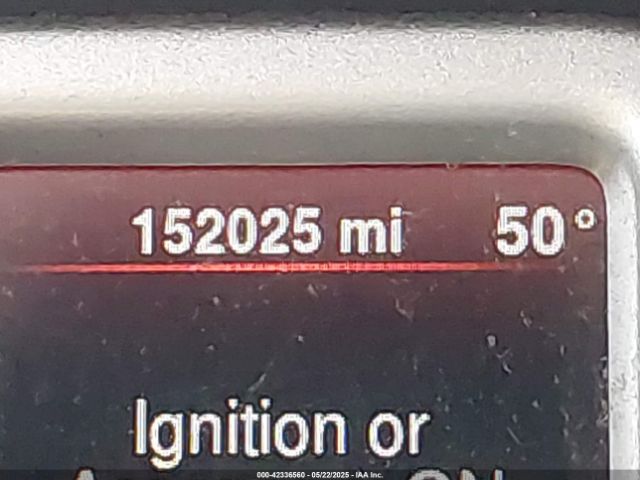 152025 mi 50°
Ignition or
000-42336560 - 05/22/2025 - IAA Inc.